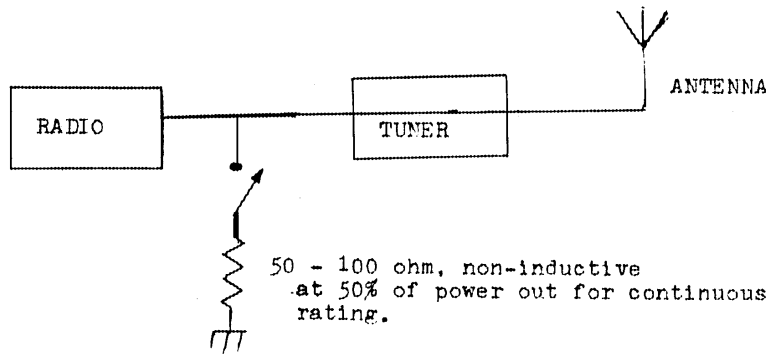 ANTENNA
RADIO
TUNER
50 - 100 ohm, non-inductive
at 50% of power out for continuous
rating.